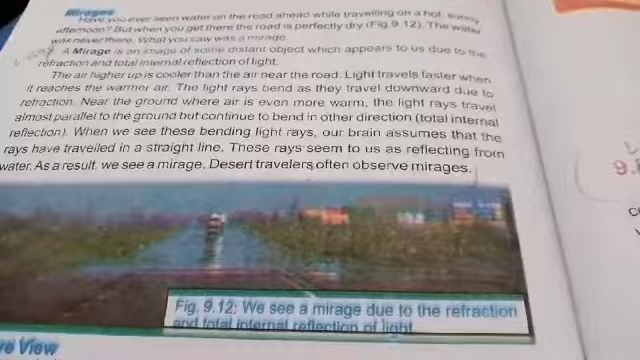 Mirages
Have you ever seen water on the road ahead while travelling on a hot, sunny
afternoon? But when you get there the road is perfectly dry (Fig 9.12). The water
was never there. What you saw was a mirage.
A Mirage is an image of some distant object which appears to us due to the
refraction and total internal reflection of light.
The air higher up is cooler than the air near the road. Light travels faster when
it reaches the warmer air. The light rays bend as they travel downward due to
refraction. Near the ground where air is even more warm, the light rays travel
almost parallel to the ground but continue to bend in other direction (total internal
reflection). When we see these bending light rays, our brain assumes that the
rays have travelled in a straight line. These rays seem to us as reflecting from
water. As a result, we see a mirage. Desert travelers often observe mirages.
Fig. 9.12: We see a mirage due to the refraction
and total internal reflection of light
View
9.